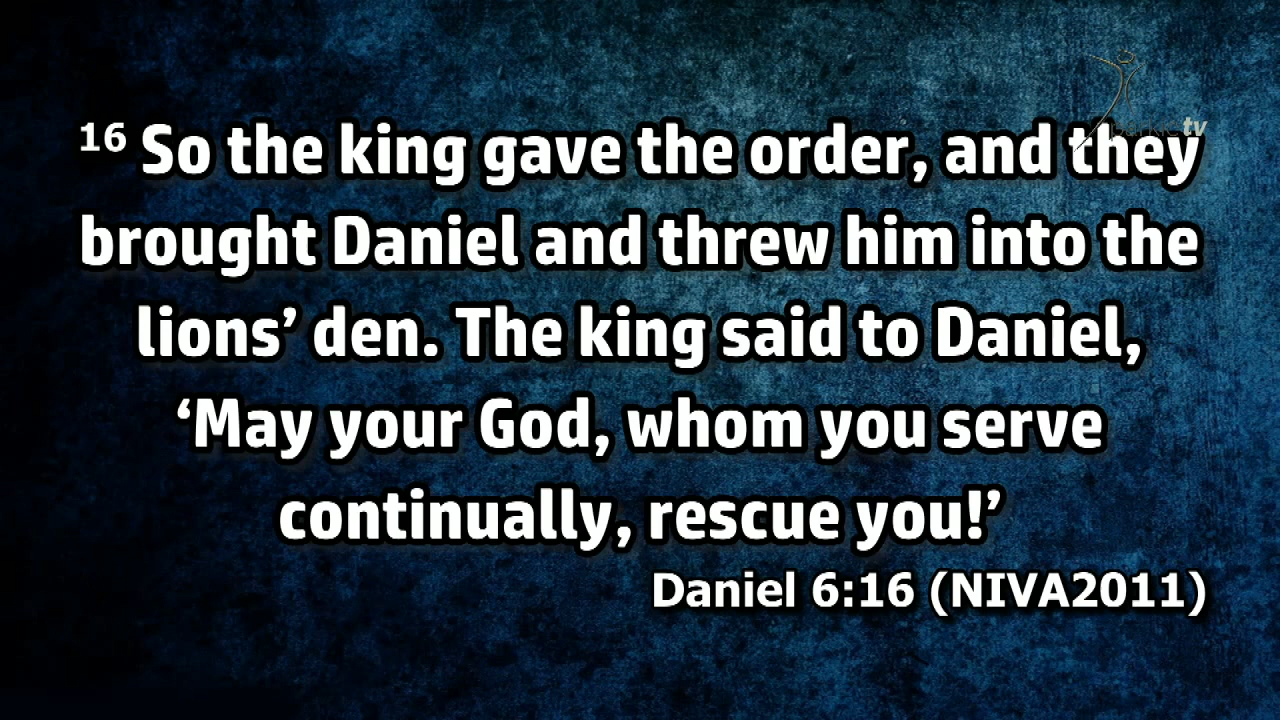 16 So the king gave the order, and they
brought Daniel and threw him into the
lions’ den. The king said to Daniel,
‘May your God, whom you serve
continually, rescue you!’
Daniel 6:16 (NIVA2011)
tv